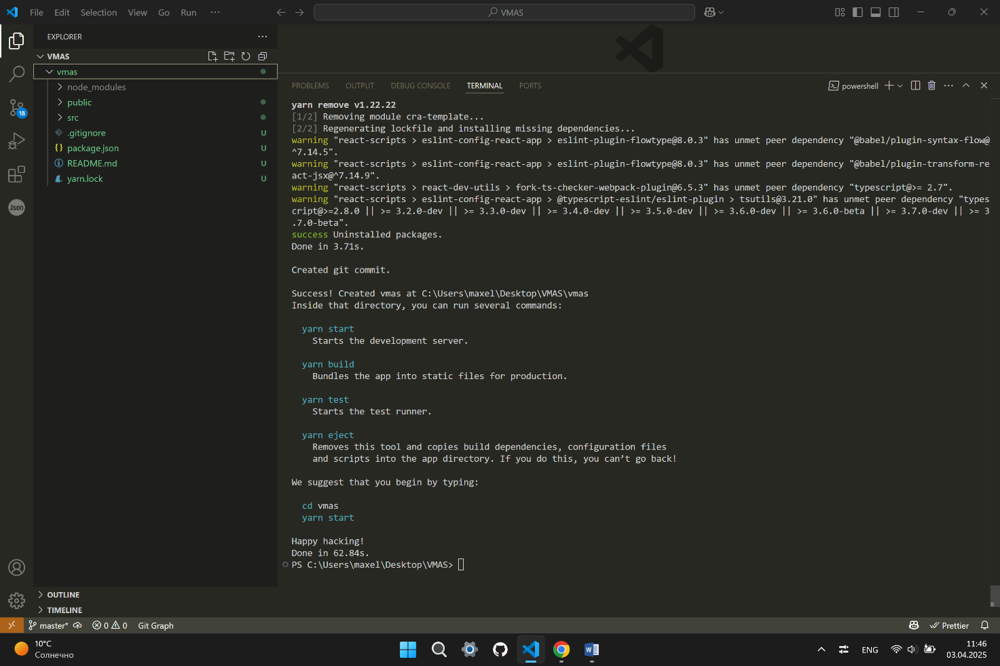 File Edit Selection View Go Run ···
VMAS
EXPLORER
VMAS
vmas
node_modules
public
src
.gitignore U
{} package.json U
README.md U
yarn.lock U
18
Json
OUTLINE
TIMELINE
PROBLEMS OUTPUT DEBUG CONSOLE TERMINAL PORTS
powershell
yarn remove v1.22.22
[1/2] Removing module cra-template...
[2/2] Regenerating lockfile and installing missing dependencies...
warning "react-scripts > eslint-config-react-app > eslint-plugin-flowtype@8.0.3" has unmet peer dependency "@babel/plugin-syntax-flow@
^7.14.5".
warning "react-scripts > eslint-config-react-app > eslint-plugin-flowtype@8.0.3" has unmet peer dependency "@babel/plugin-transform-re
act-jsx@^7.14.9".
warning "react-scripts > react-dev-utils > fork-ts-checker-webpack-plugin@6.5.3" has unmet peer dependency "typescript@>= 2.7".
warning "react-scripts > eslint-config-react-app > @typescript-eslint/eslint-plugin > tsutils@3.21.0" has unmet peer dependency "types
cript@>=2.8.0 || >= 3.2.0-dev || >= 3.3.0-dev || >= 3.4.0-dev || >= 3.5.0-dev || >= 3.6.0-dev || >= 3.6.0-beta || >= 3.7.0-dev || >= 3
.7.0-beta".
success Uninstalled packages.
Done in 3.71s.
Created git commit.
Success! Created vmas at C:\Users\maxel\Desktop\VMAS\vmas
Inside that directory, you can run several commands:
yarn start
Starts the development server.
yarn build
Bundles the app into static files for production.
yarn test
Starts the test runner.
yarn eject
Removes this tool and copies build dependencies, configuration files
and scripts into the app directory. If you do this, you can’t go back!
We suggest that you begin by typing:
cd vmas
yarn start
Happy hacking!
Done in 62.84s.
PS C:\Users\maxel\Desktop\VMAS>
master* 0 0 Git Graph
Prettier
10°C
Солнечно
W
ENG
11:46
03.04.2025